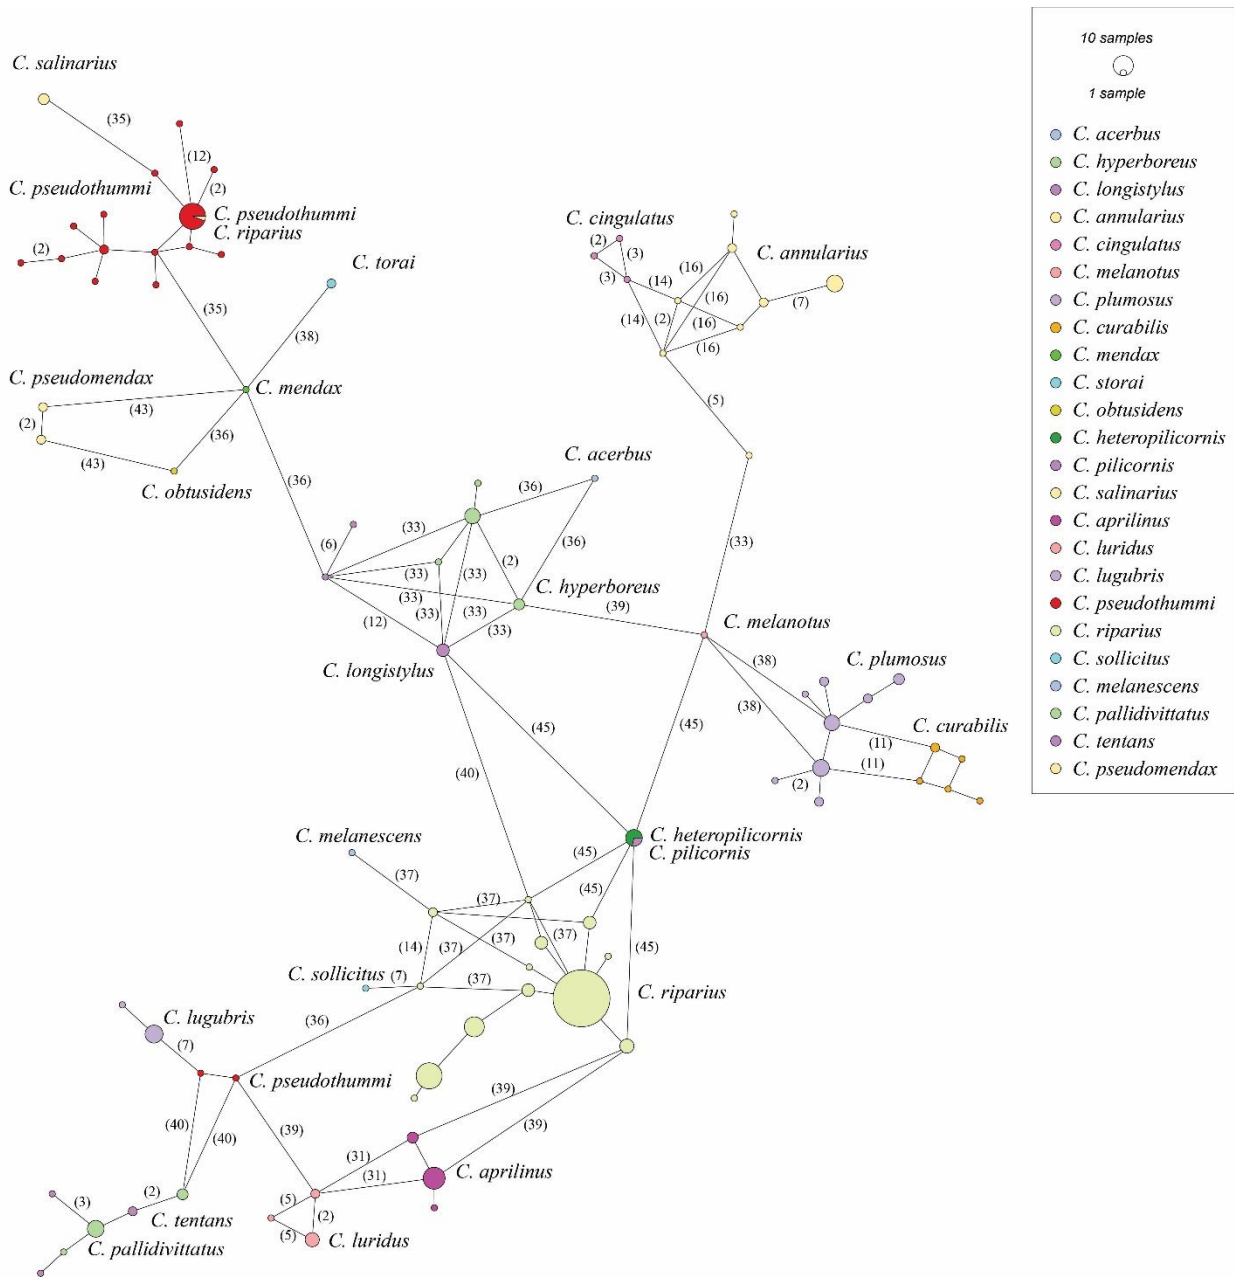 10 samples
1 sample
C. acerbus
C. hyperboreus
C. longistylus
C. annularius
C. cingulatus
C. melanotus
C. plumosus
C. curabilis
C. mendax
C. storai
C. obtusidens
C. heteropilicornis
C. pilicornis
C. salinarius
C. aprilinus
C. luridus
C. lugubris
C. pseudothummi
C. riparius
C. sollicitus
C. melanescens
C. pallidivittatus
C. tentans
C. pseudomendax
C. salinarius
(35)
(12)
C. pseudothummi
(2)
C. pseudothummi
C. riparius
(2)
C. torai
(35)
(38)
C. pseudomendax
C. mendax
(43)
(2)
(36)
(43)
C. obtusidens
(36)
C. cingulatus
(2)
(3)
(3)
(14)
(16)
C. annularius
(16)
(7)
(14)
(2)
(16)
(16)
(5)
C. acerbus
(36)
(33)
(6)
(36)
(2)
(33)
(33)
C. hyperboreus
(33)
(33)
(33)
(39)
(12)
(33)
(33)
C. longistylus
C. melanotus
(38)
C. plumosus
(38)
C. curabilis
(11)
(11)
(2)
(45)
(45)
(40)
C. heteropilicornis
C. pilicornis
C. melanescens
(45)
(37)
(45)
(37)
(37)
(37)
(14)
(37)
(45)
C. sollicitus
(7)
(37)
C. riparius
C. lugubris
(36)
(7)
C. pseudothummi
(39)
(40)
(40)
(39)
(39)
(31)
(31)
C. aprilinus
(3)
(2)
C. tentans
(5)
(2)
(5)
C. luridus
C. pallidivittatus